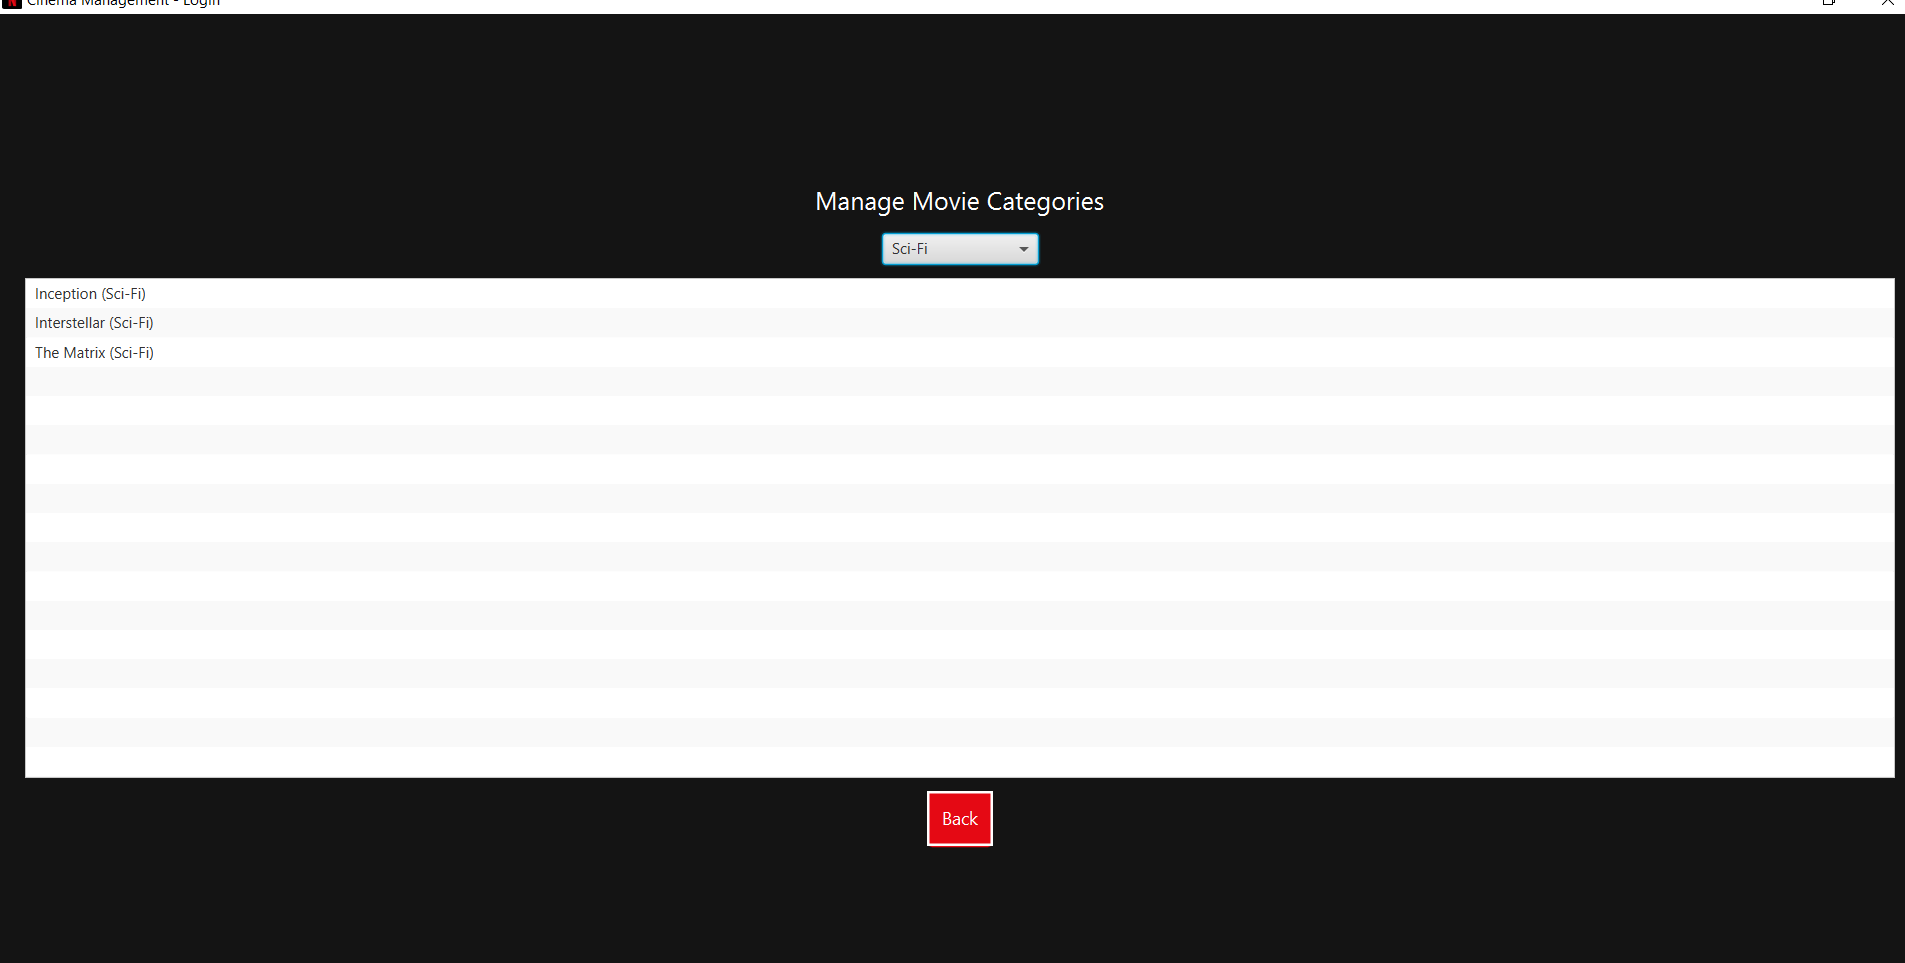 Cinema Management - Login
Manage Movie Categories
Sci-Fi
Inception (Sci-Fi)
Interstellar (Sci-Fi)
The Matrix (Sci-Fi)
Back